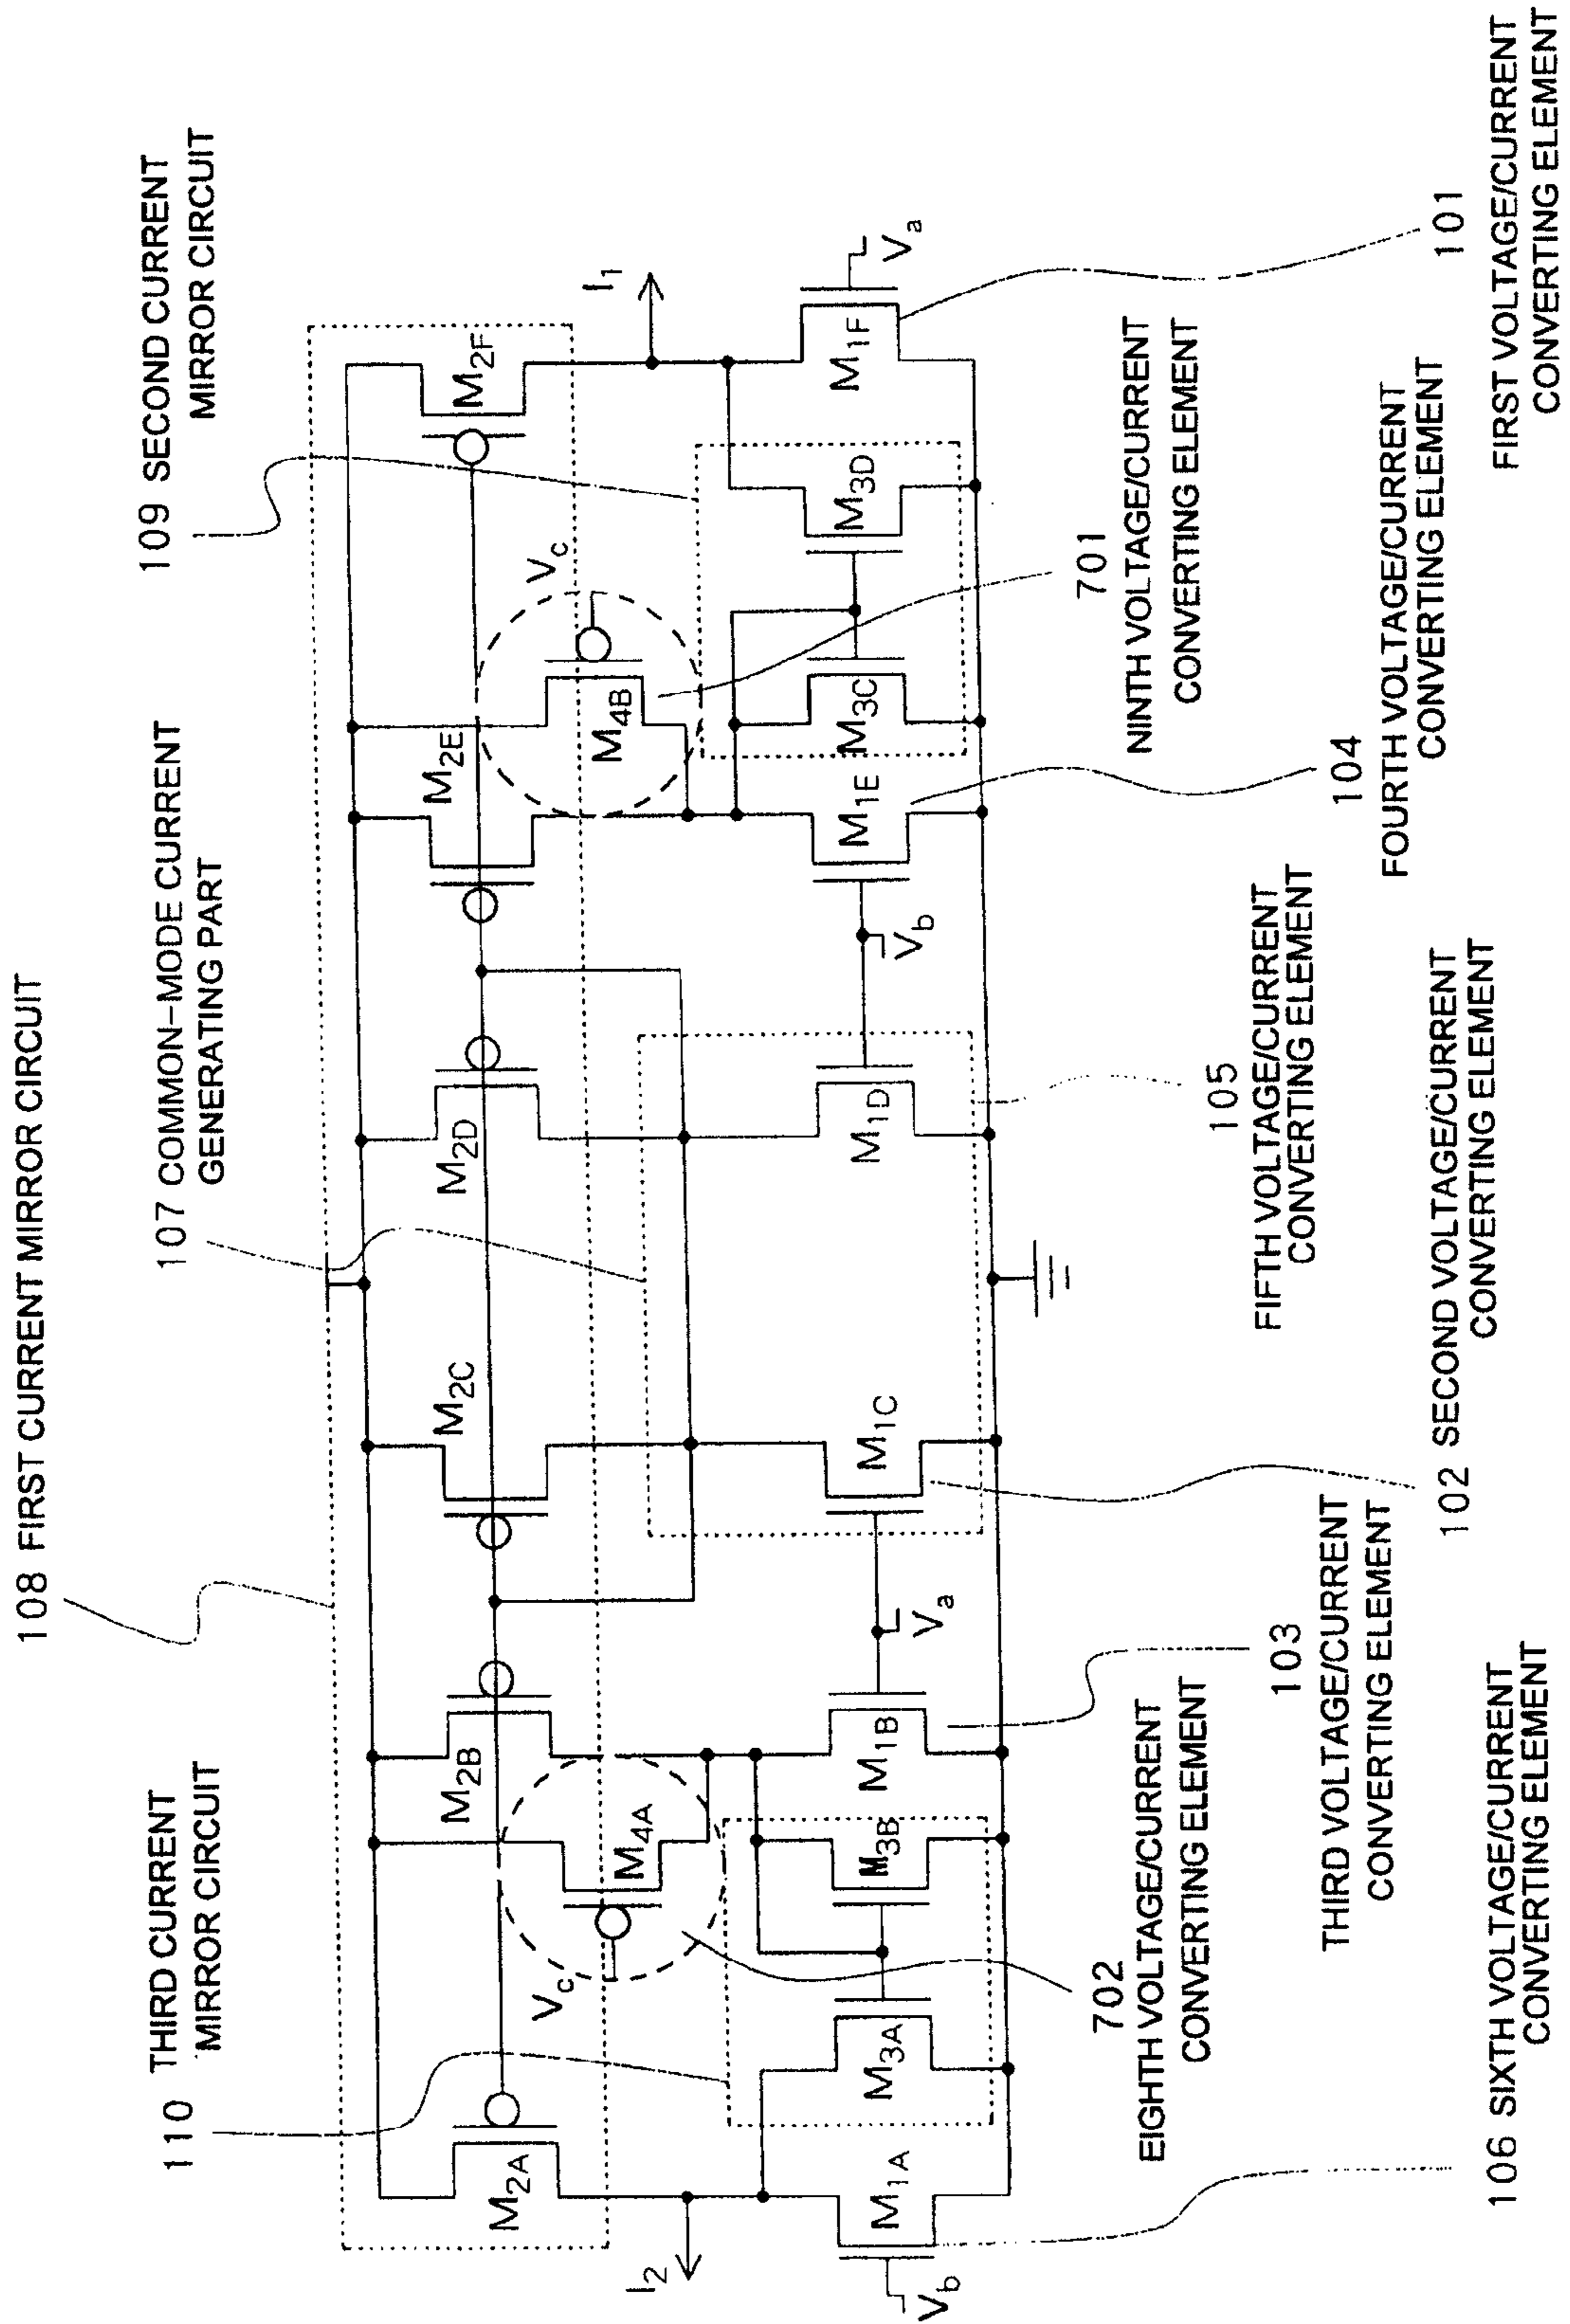 108 FIRST CURRENT MIRROR CIRCUIT
110 THIRD CURRENT
MIRROR CIRCUIT
107 COMMON-MODE CURRENT
GENERATING PART
109 SECOND CURRENT
MIRROR CIRCUIT
M2A
M2B
M2C
M2D
M2E
M2F
Vc
M4A
M4B
Vc
I2
I1
Vb
M1A
M3A
M3B
M1B
Va
M1C
M1D
Vb
M1E
M3C
M3D
M1F
Va
702
EIGHTH VOLTAGE/CURRENT
CONVERTING ELEMENT
701
NINTH VOLTAGE/CURRENT
CONVERTING ELEMENT
103
THIRD VOLTAGE/CURRENT
CONVERTING ELEMENT
105
FIFTH VOLTAGE/CURRENT
CONVERTING ELEMENT
104
FOURTH VOLTAGE/CURRENT
CONVERTING ELEMENT
106 SIXTH VOLTAGE/CURRENT
CONVERTING ELEMENT
102 SECOND VOLTAGE/CURRENT
CONVERTING ELEMENT
101
FIRST VOLTAGE/CURRENT
CONVERTING ELEMENT